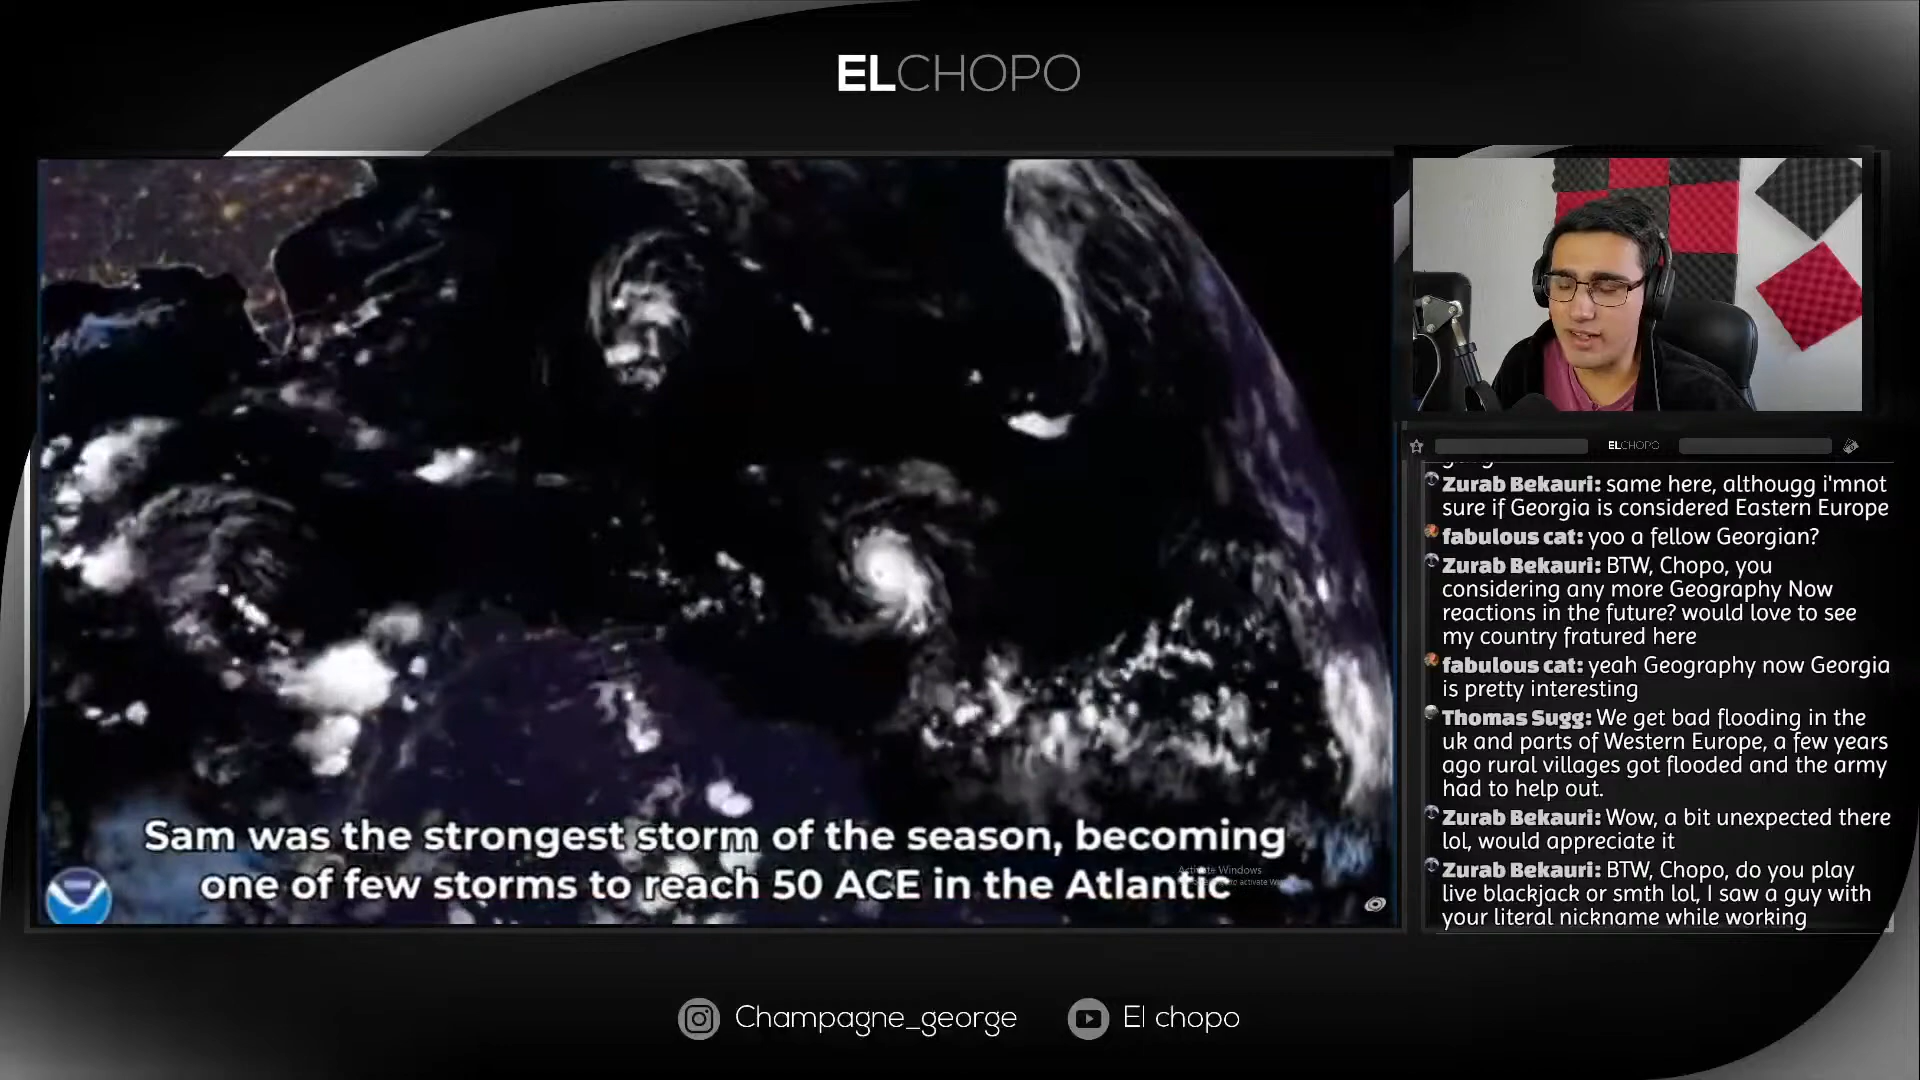 ELCHOPO
ELCHOPO
Zurab Bekauri: same here, althougg i'mnot
sure if Georgia is considered Eastern Europe
fabulous cat: yoo a fellow Georgian?
Zurab Bekauri: BTW, Chopo, you
considering any more Geography Now
reactions in the future? would love to see
my country fratured here
fabulous cat: yeah Geography now Georgia
is pretty interesting
Thomas Sugg: We get bad flooding in the
uk and parts of Western Europe, a few years
ago rural villages got flooded and the army
had to help out.
Zurab Bekauri: Wow, a bit unexpected there
lol, would appreciate it
Zurab Bekauri: BTW, Chopo, do you play
live blackjack or smth lol, I saw a guy with
your literal nickname while working
Sam was the strongest storm of the season, becoming
one of few storms to reach 50 ACE in the Atlantic
Activate Windows
Champagne_george
El chopo